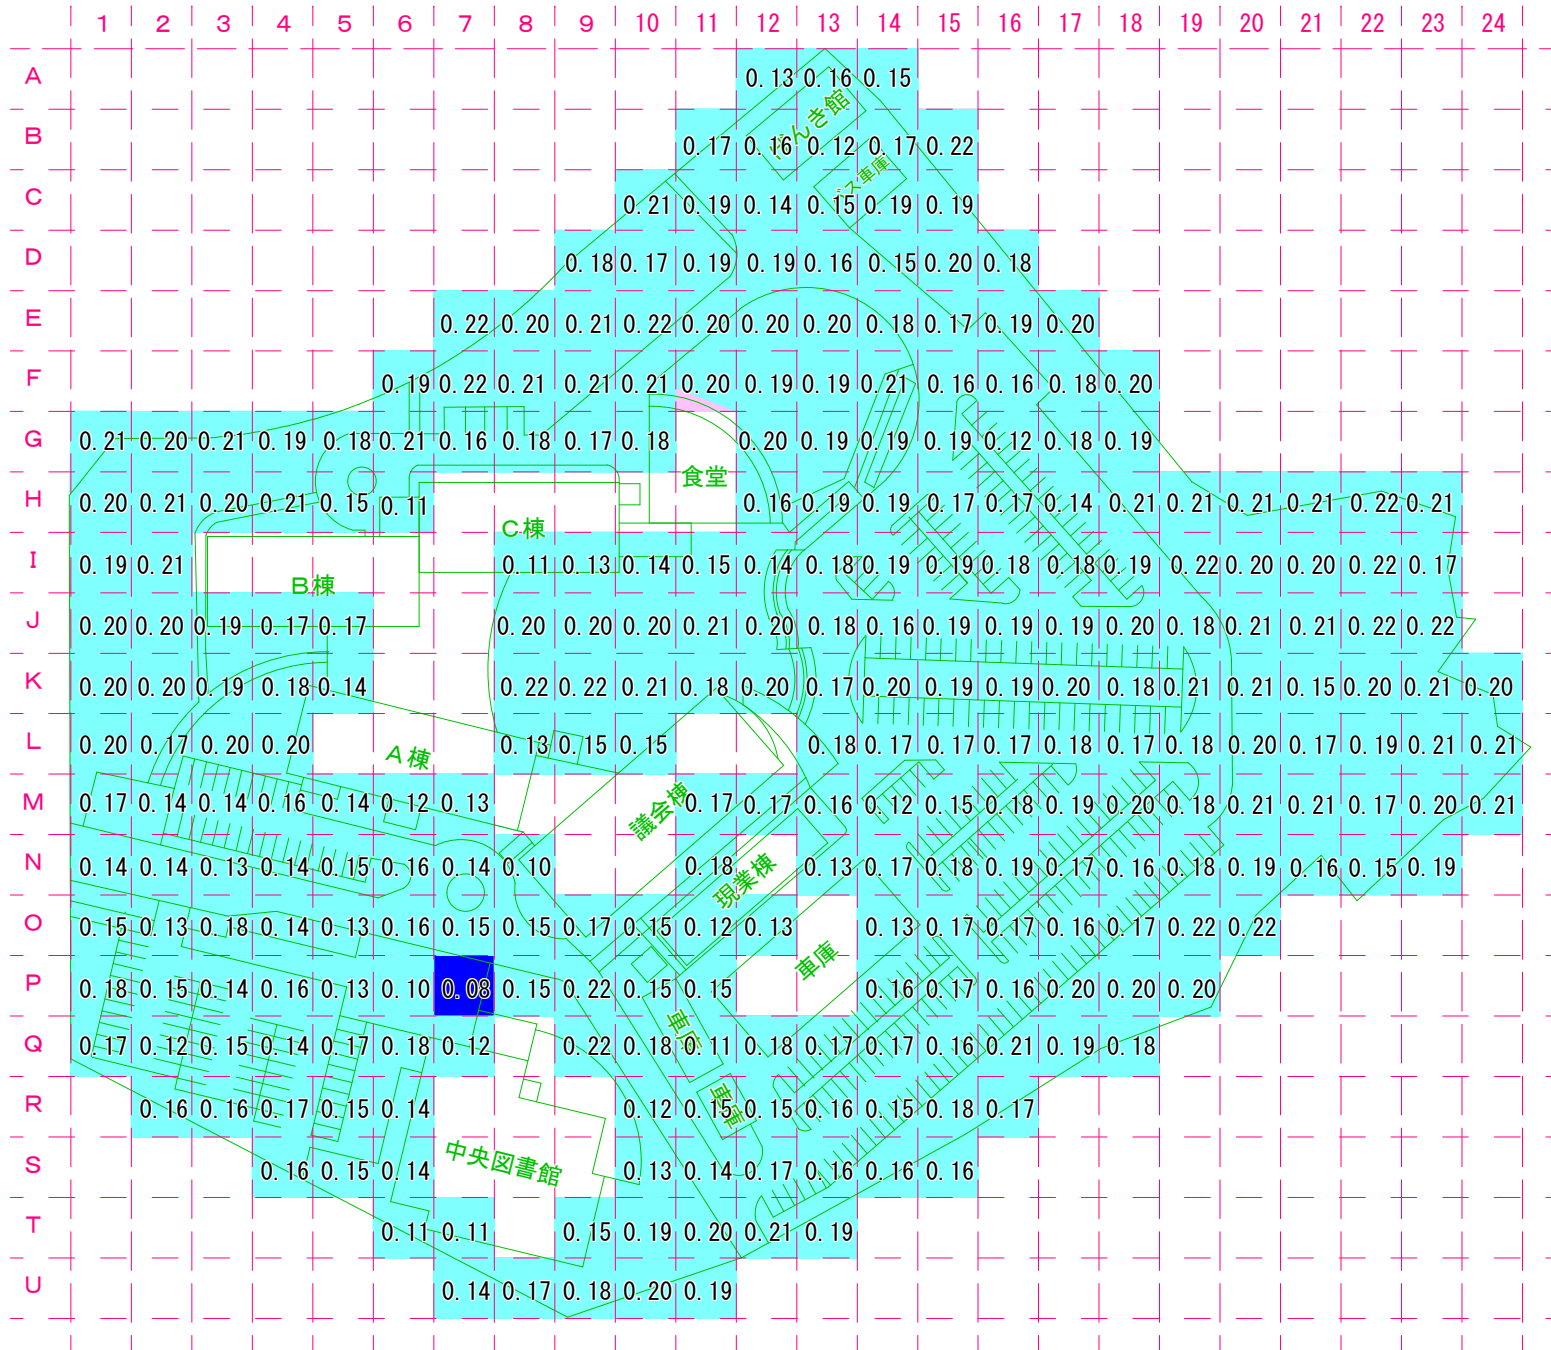 1 2 3 4 5 6 7 8 9 10 11 12 13 14 15 16 17 18 19 20 21 22 23 24
A 0.13 0.16 0.15
げんき館
B 0.17 0.16 0.12 0.17 0.22
バス車庫
C 0.21 0.19 0.14 0.15 0.19 0.19
D 0.18 0.17 0.19 0.19 0.16 0.15 0.20 0.18
E 0.22 0.20 0.21 0.22 0.20 0.20 0.20 0.18 0.17 0.19 0.20
F 0.19 0.22 0.21 0.21 0.21 0.20 0.19 0.19 0.21 0.16 0.16 0.18 0.20
G 0.21 0.20 0.21 0.19 0.18 0.21 0.16 0.18 0.17 0.18 0.20 0.19 0.19 0.19 0.12 0.18 0.19
食堂
H 0.20 0.21 0.20 0.21 0.15 0.11 0.16 0.19 0.19 0.17 0.17 0.14 0.21 0.21 0.21 0.21 0.22 0.21
C棟
I 0.19 0.21 0.11 0.13 0.14 0.15 0.14 0.18 0.19 0.19 0.18 0.18 0.19 0.22 0.20 0.20 0.22 0.17
B棟
J 0.20 0.20 0.19 0.17 0.17 0.20 0.20 0.20 0.21 0.20 0.18 0.16 0.19 0.19 0.19 0.20 0.18 0.21 0.21 0.22 0.22
K 0.20 0.20 0.19 0.18 0.14 0.22 0.22 0.21 0.18 0.20 0.17 0.20 0.19 0.19 0.20 0.18 0.21 0.21 0.15 0.20 0.21 0.20
L 0.20 0.17 0.20 0.20 0.13 0.15 0.15 0.18 0.17 0.17 0.17 0.18 0.17 0.18 0.20 0.17 0.19 0.21 0.21
A棟
M 0.17 0.14 0.14 0.16 0.14 0.12 0.13 0.17 0.17 0.16 0.12 0.15 0.18 0.19 0.20 0.18 0.21 0.21 0.17 0.20 0.21
議会棟
N 0.14 0.14 0.13 0.14 0.15 0.16 0.14 0.10 0.18 0.13 0.17 0.18 0.19 0.17 0.16 0.18 0.19 0.16 0.15 0.19
現業棟
O 0.15 0.13 0.18 0.14 0.13 0.16 0.15 0.15 0.17 0.15 0.12 0.13 0.13 0.17 0.17 0.16 0.17 0.22 0.22
車庫
P 0.18 0.15 0.14 0.16 0.13 0.10 0.08 0.15 0.22 0.15 0.15 0.16 0.17 0.16 0.20 0.20 0.20
車庫
Q 0.17 0.12 0.15 0.14 0.17 0.18 0.12 0.22 0.18 0.11 0.18 0.17 0.17 0.16 0.21 0.19 0.18
R 0.16 0.16 0.17 0.15 0.14 0.12 0.15 0.15 0.16 0.15 0.18 0.17
車庫
中央図書館
S 0.16 0.15 0.14 0.13 0.14 0.17 0.16 0.16 0.16
T 0.11 0.11 0.15 0.19 0.20 0.21 0.19
U 0.14 0.17 0.18 0.20 0.19